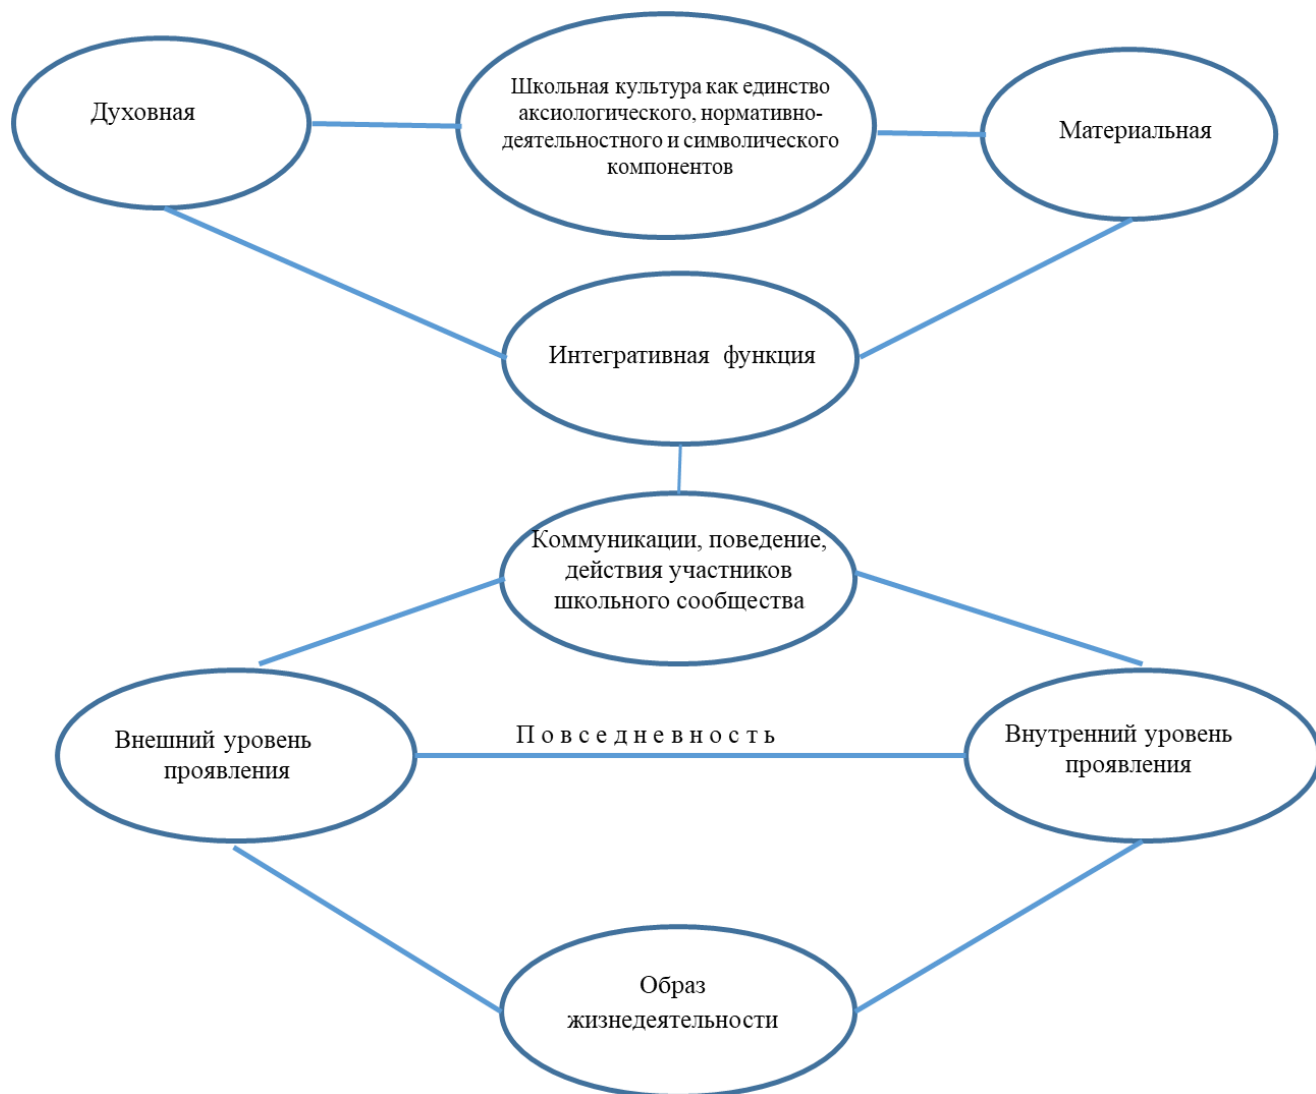 Духовная
Школьная культура как единство
аксиологического, нормативно-
деятельностного и символического
компонентов
Материальная
Интегративная функция
Коммуникации, поведение,
действия участников
школьного сообщества
Внешний уровень
проявления
Повседневность
Внутренний уровень
проявления
Образ
жизнедеятельности